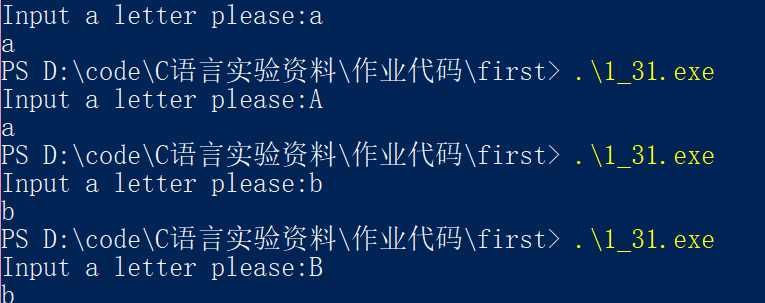 Input a letter please:a
a
PS D:\code\C语言实验资料\作业代码\first> .\1_31.exe
Input a letter please:A
a
PS D:\code\C语言实验资料\作业代码\first> .\1_31.exe
Input a letter please:b
b
PS D:\code\C语言实验资料\作业代码\first> .\1_31.exe
Input a letter please:B
b